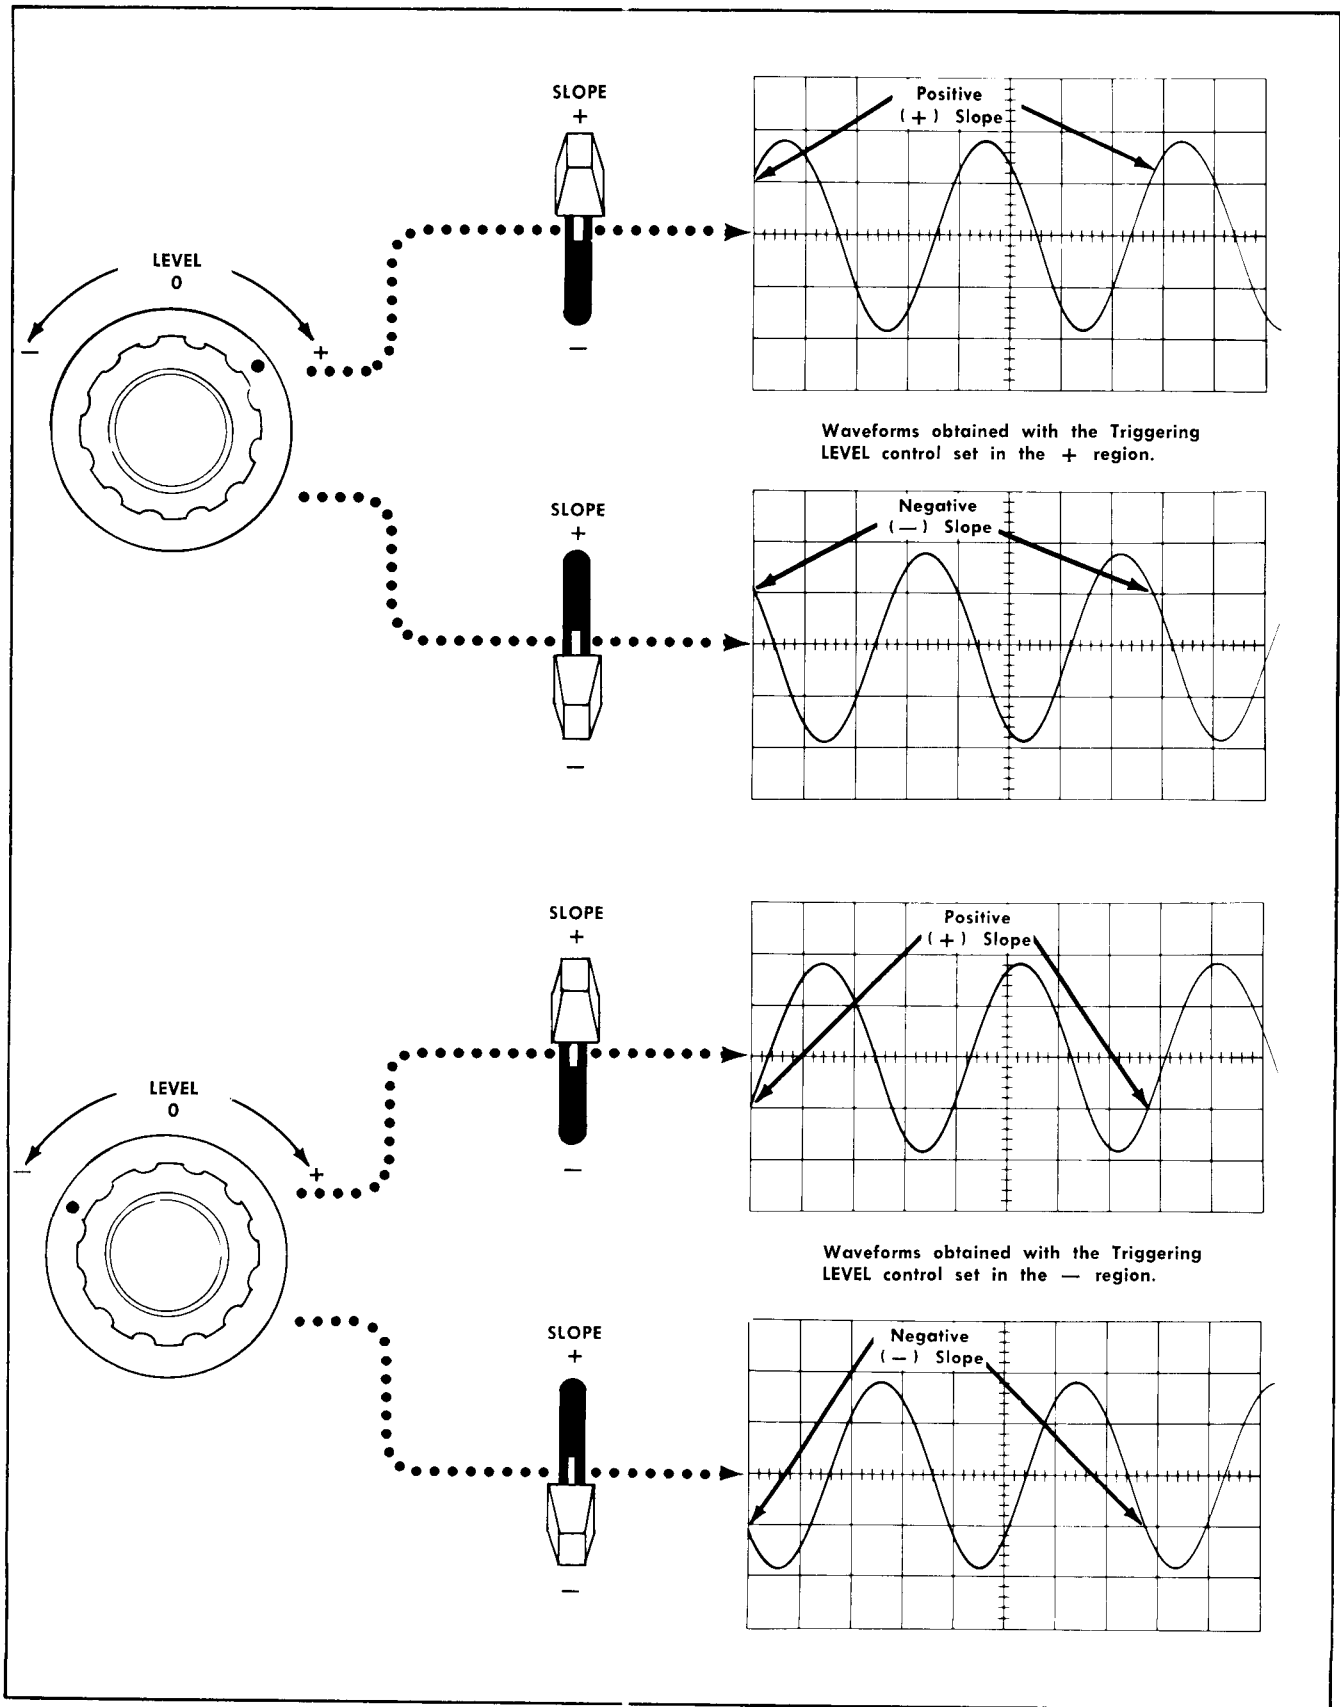 SLOPE
+
—
Positive
(+) Slope
LEVEL
0
—
+
Waveforms obtained with the Triggering
LEVEL control set in the + region.
SLOPE
+
—
Negative
(—) Slope
SLOPE
+
—
Positive
(+) Slope
LEVEL
0
—
+
Waveforms obtained with the Triggering
LEVEL control set in the — region.
SLOPE
+
—
Negative
(—) Slope